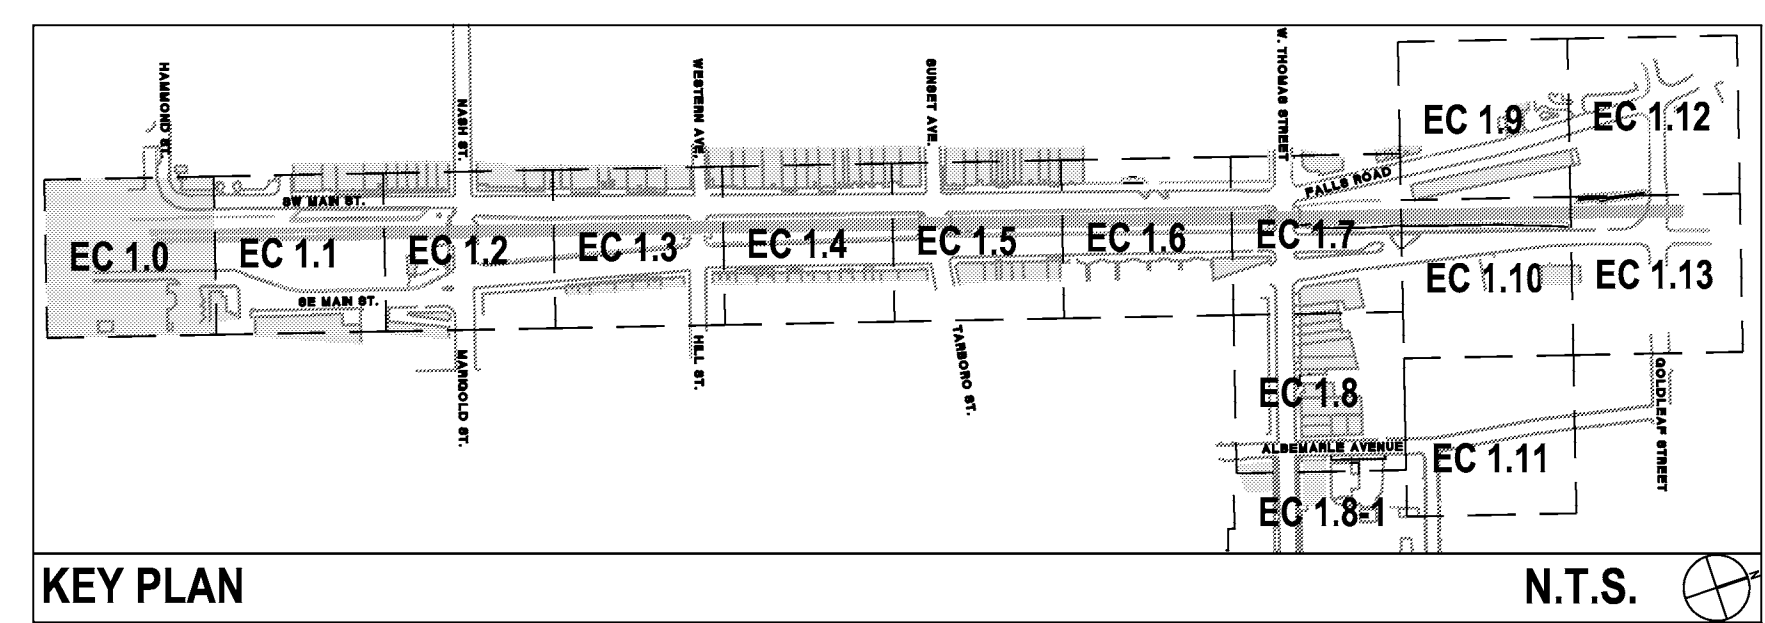 HAMMOND ST.
NASH ST.
WESTERN AVE.
SUNSET AVE.
W. THOMAS STREET
EC 1.9
EC 1.12
FALLS ROAD
SW MAIN ST.
EC 1.0
EC 1.1
EC 1.2
EC 1.3
EC 1.4
EC 1.5
EC 1.6
EC 1.7
EC 1.10
EC 1.13
SE MAIN ST.
MARIGOLD ST.
HILL ST.
TARBORO ST.
EC 1.8
GOLDLEAF STREET
ALBEMARLE AVENUE
EC 1.11
EC 1.8-1
KEY PLAN
N.T.S.
N